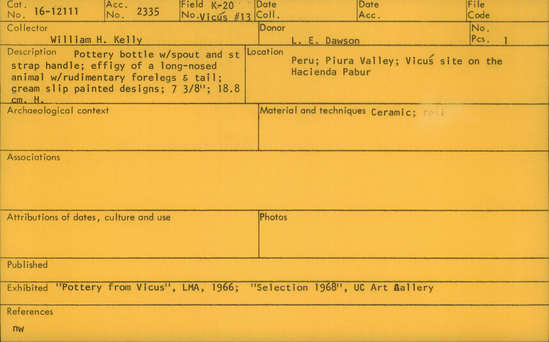 Cat. No. 16-12111 Acc. No. 2335 Field No. K-20 Vicús #13 Date Coll. Date Acc. File Code
Collector William H. Kelly Donor L. E. Dawson No. Pcs. 1
Description Pottery bottle w/spout and st
strap handle; effigy of a long-nosed
animal w/rudimentary forelegs & tail;
cream slip painted designs; 7 3/8"; 18.8
cm. H.
Location
Peru; Piura Valley; Vicús site on the
Hacienda Pabur
Archaeological context
Material and techniques Ceramic;
Associations
Attributions of dates, culture and use
Photos
Published
Exhibited "Pottery from Vicus", LMA, 1966; "Selection 1968", UC Art Gallery
References
nw